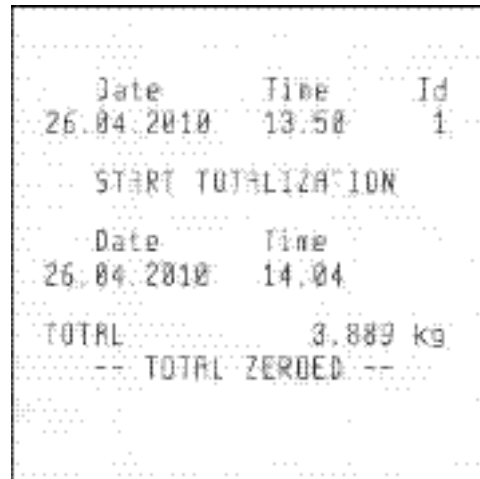 Date Time Id
26.04.2010 13.50 1
START TOTALIZATION
Date Time
26.04.2010 14.04
TOTAL 3.889 kg
-- TOTAL ZEROED --